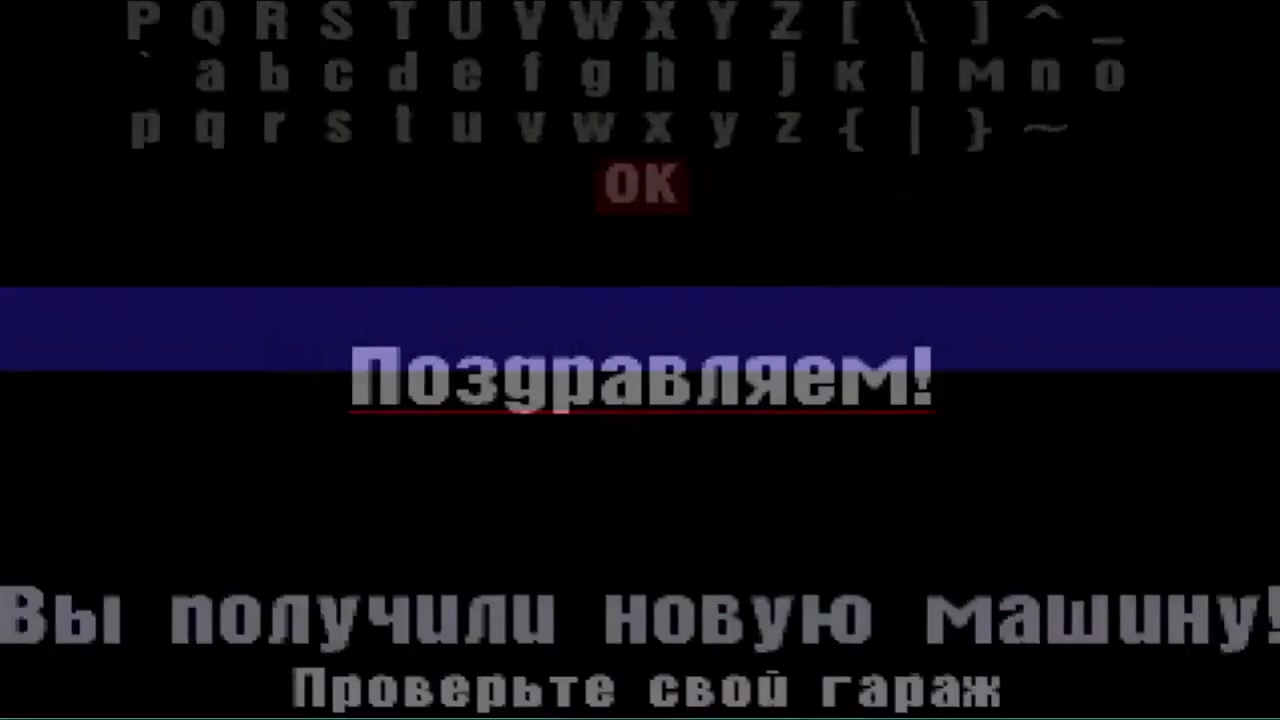 P Q R S T U V W X Y Z [ \ ] ^ _
` a b c d e f g h i j k l m n o
p q r s t u v w x y z { | } ~
OK
Поздравляем!
Вы получили новую машину!
Проверьте свой гараж